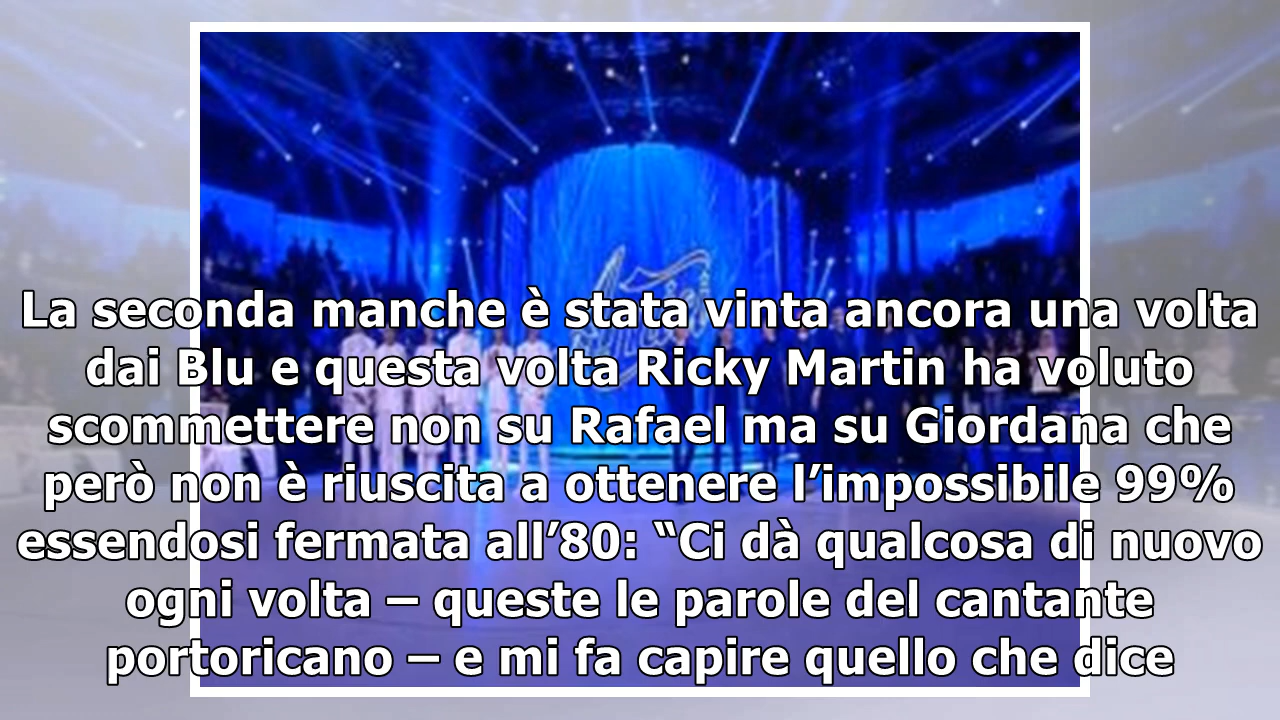 La seconda manche è stata vinta ancora una volta
dai Blu e questa volta Ricky Martin ha voluto
scommettere non su Rafael ma su Giordana che
però non è riuscita a ottenere l’impossibile 99%
essendosi fermata all’80: “Ci dà qualcosa di nuovo
ogni volta – queste le parole del cantante
portoricano – e mi fa capire quello che dice